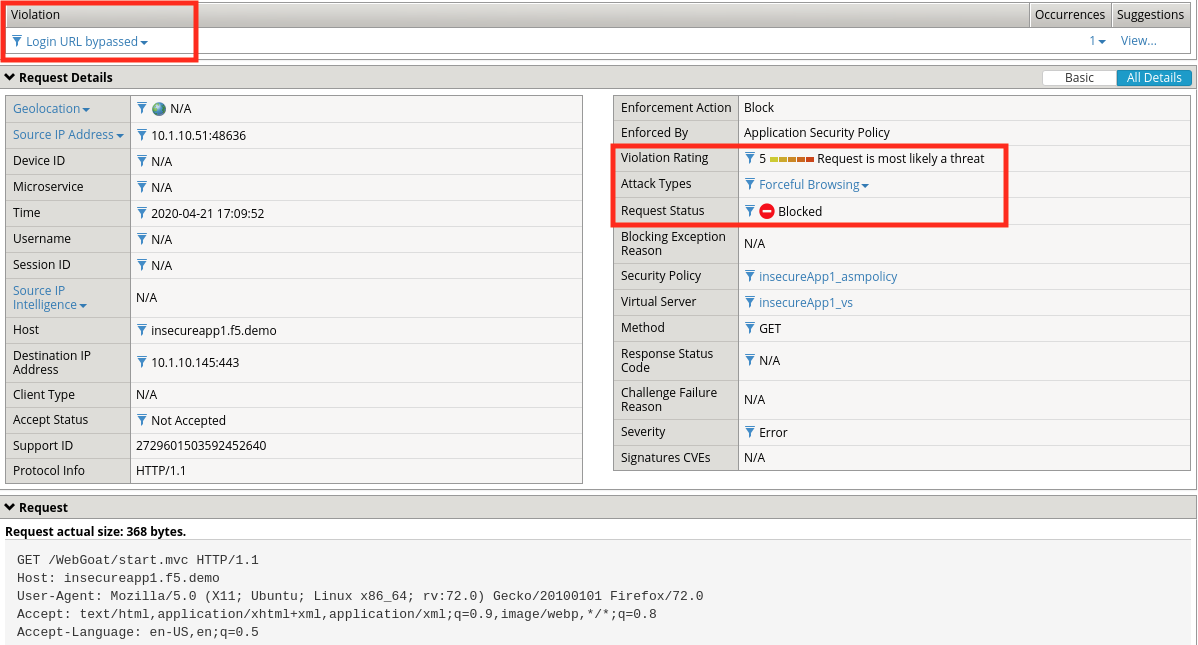 Violation Occurrences Suggestions
Login URL bypassed 1 View...
Request Details Basic All Details
Geolocation N/A
Source IP Address 10.1.10.51:48636
Device ID N/A
Microservice N/A
Time 2020-04-21 17:09:52
Username N/A
Session ID N/A
Source IP
Intelligence N/A
Host insecureapp1.f5.demo
Destination IP
Address 10.1.10.145:443
Client Type N/A
Accept Status Not Accepted
Support ID 2729601503592452640
Protocol Info HTTP/1.1
Enforcement Action Block
Enforced By Application Security Policy
Violation Rating 5 Request is most likely a threat
Attack Types Forceful Browsing
Request Status Blocked
Blocking Exception
Reason N/A
Security Policy insecureApp1_asmpolicy
Virtual Server insecureApp1_vs
Method GET
Response Status
Code N/A
Challenge Failure
Reason N/A
Severity Error
Signatures CVEs N/A
Request
Request actual size: 368 bytes.
GET /WebGoat/start.mvc HTTP/1.1
Host: insecureapp1.f5.demo
User-Agent: Mozilla/5.0 (X11; Ubuntu; Linux x86_64; rv:72.0) Gecko/20100101 Firefox/72.0
Accept: text/html,application/xhtml+xml,application/xml;q=0.9,image/webp,*/*;q=0.8
Accept-Language: en-US,en;q=0.5